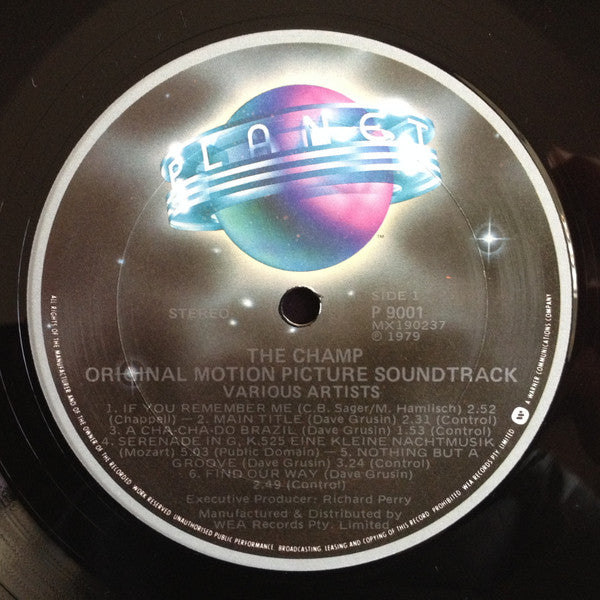 PLANET
™
STEREO
SIDE 1
P 9001
MX190237
℗ 1979
THE CHAMP
ORIGINAL MOTION PICTURE SOUNDTRACK
VARIOUS ARTISTS
1. IF YOU REMEMBER ME (C.B. Sager/M. Hamlisch) 2.52
(Chappell) — 2. MAIN TITLE (Dave Grusin) 2.31 (Control)
3. A CHA-CHA-DO BRAZIL (Dave Grusin) 1.53 (Control)
4. SERENADE IN G, K.525 EINE KLEINE NACHTMUSIK
(Mozart) 5.03 (Public Domain) — 5. NOTHING BUT A
GROOVE (Dave Grusin) 3.24 (Control)
6. FIND OUR WAY (Dave Grusin)
2.49 (Control)
Executive Producer: Richard Perry
Manufactured & Distributed by
WEA Records Pty. Limited
ALL RIGHTS OF THE MANUFACTURER AND OF THE OWNER OF THE RECORDED WORK RESERVED. UNAUTHORISED PUBLIC PERFORMANCE, BROADCASTING, LEASING AND COPYING OF THIS RECORD PROHIBITED. WEA RECORDS PTY. LIMITED
A WARNER COMMUNICATIONS COMPANY